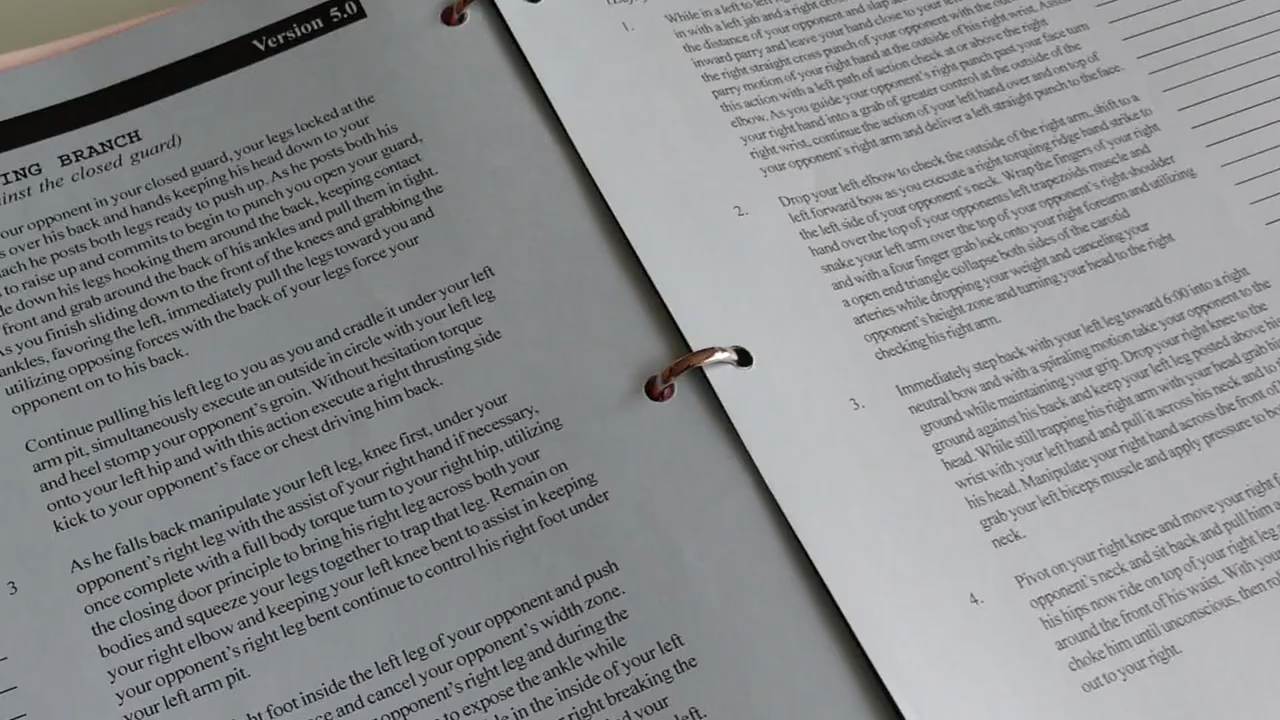 Version 5.0
ING BRANCH
inst the closed guard)
our opponent in your closed guard, your legs locked at the
s over his back and hands keeping his head down to your
ach he posts both legs ready to push up. As he posts both his
to raise up and commits to begin to punch you open your guard,
le down his legs hooking them around the back, keeping contact
front and grab around the back of his ankles and pull them in tight.
As you finish sliding down to the front of the knees and grabbing the
ankles, favoring the left, immediately pull the legs toward you and
utilizing opposing forces with the back of your legs force your
opponent on to his back.
Continue pulling his left leg to you as you and cradle it under your left
arm pit, simultaneously execute an outside in circle with your left leg
and heel stomp your opponent's groin. Without hesitation torque
onto your left hip and with this action execute a right thrusting side
kick to your opponent's face or chest driving him back.
3
As he falls back manipulate your left leg, knee first, under your
opponent's right leg with the assist of your right hand if necessary,
once complete with a full body torque turn to your right hip, utilizing
the closing door principle to bring his right leg across both your
bodies and squeeze your legs together to trap that leg. Remain on
your right elbow and keeping your left knee bent to assist in keeping
your opponent's right leg bent continue to control his right foot under
your left arm pit.
ht foot inside the left leg of your opponent and push
ce and cancel your opponent's width zone.
opponent's right leg and during the
to expose the ankle while
le in the inside of your left
r right breaking the
d your
left.
1.
While in a left to left
with a left jab and a right cros
the distance of your opponent and slap a
inward parry and leave your hand close to your le
the right straight cross punch of your opponent with the ou
parry motion of your right hand at the outside of his right wrist. Assis
this action with a left path of action check at or above the right
elbow. As you guide your opponent's right punch past your face turn
your right hand into a grab of greater control at the outside of the
right wrist, continue the action of your left hand over and on top of
your opponent's right arm and deliver a left straight punch to the face.
2.
Drop your left elbow to check the outside of the right arm, shift to a
left forward bow as you execute a right torquing ridge hand strike to
the left side of your opponent's neck. Wrap the fingers of your right
hand over the top of your opponents left trapezoids muscle and
snake your left arm over the top of your opponent's right-shoulder
and with a four finger grab lock onto your right forearm and utilizing
a open end triangle collapse both sides of the carotid
arteries while dropping your weight and canceling your
opponent's height zone and turning your head to the right
checking his right arm.
3.
Immediately step back with your left leg toward 6:00 into a right
neutral bow and with a spiraling motion take your opponent to the
ground while maintaining your grip. Drop your right knee to the
ground against his back and keep your left leg posted above his
head. While still trapping his right arm with your head grab hi
wrist with your left hand and pull it across his neck and to
his head. Manipulate your right hand across the front of
grab your left biceps muscle and apply pressure to b
neck.
4.
Pivot on your right knee and move your right
opponent's neck and sit back and pull him
his hips now ride on top of your right leg
around the front of his waist. With you
choke him until unconscious, then ro
out to your right.